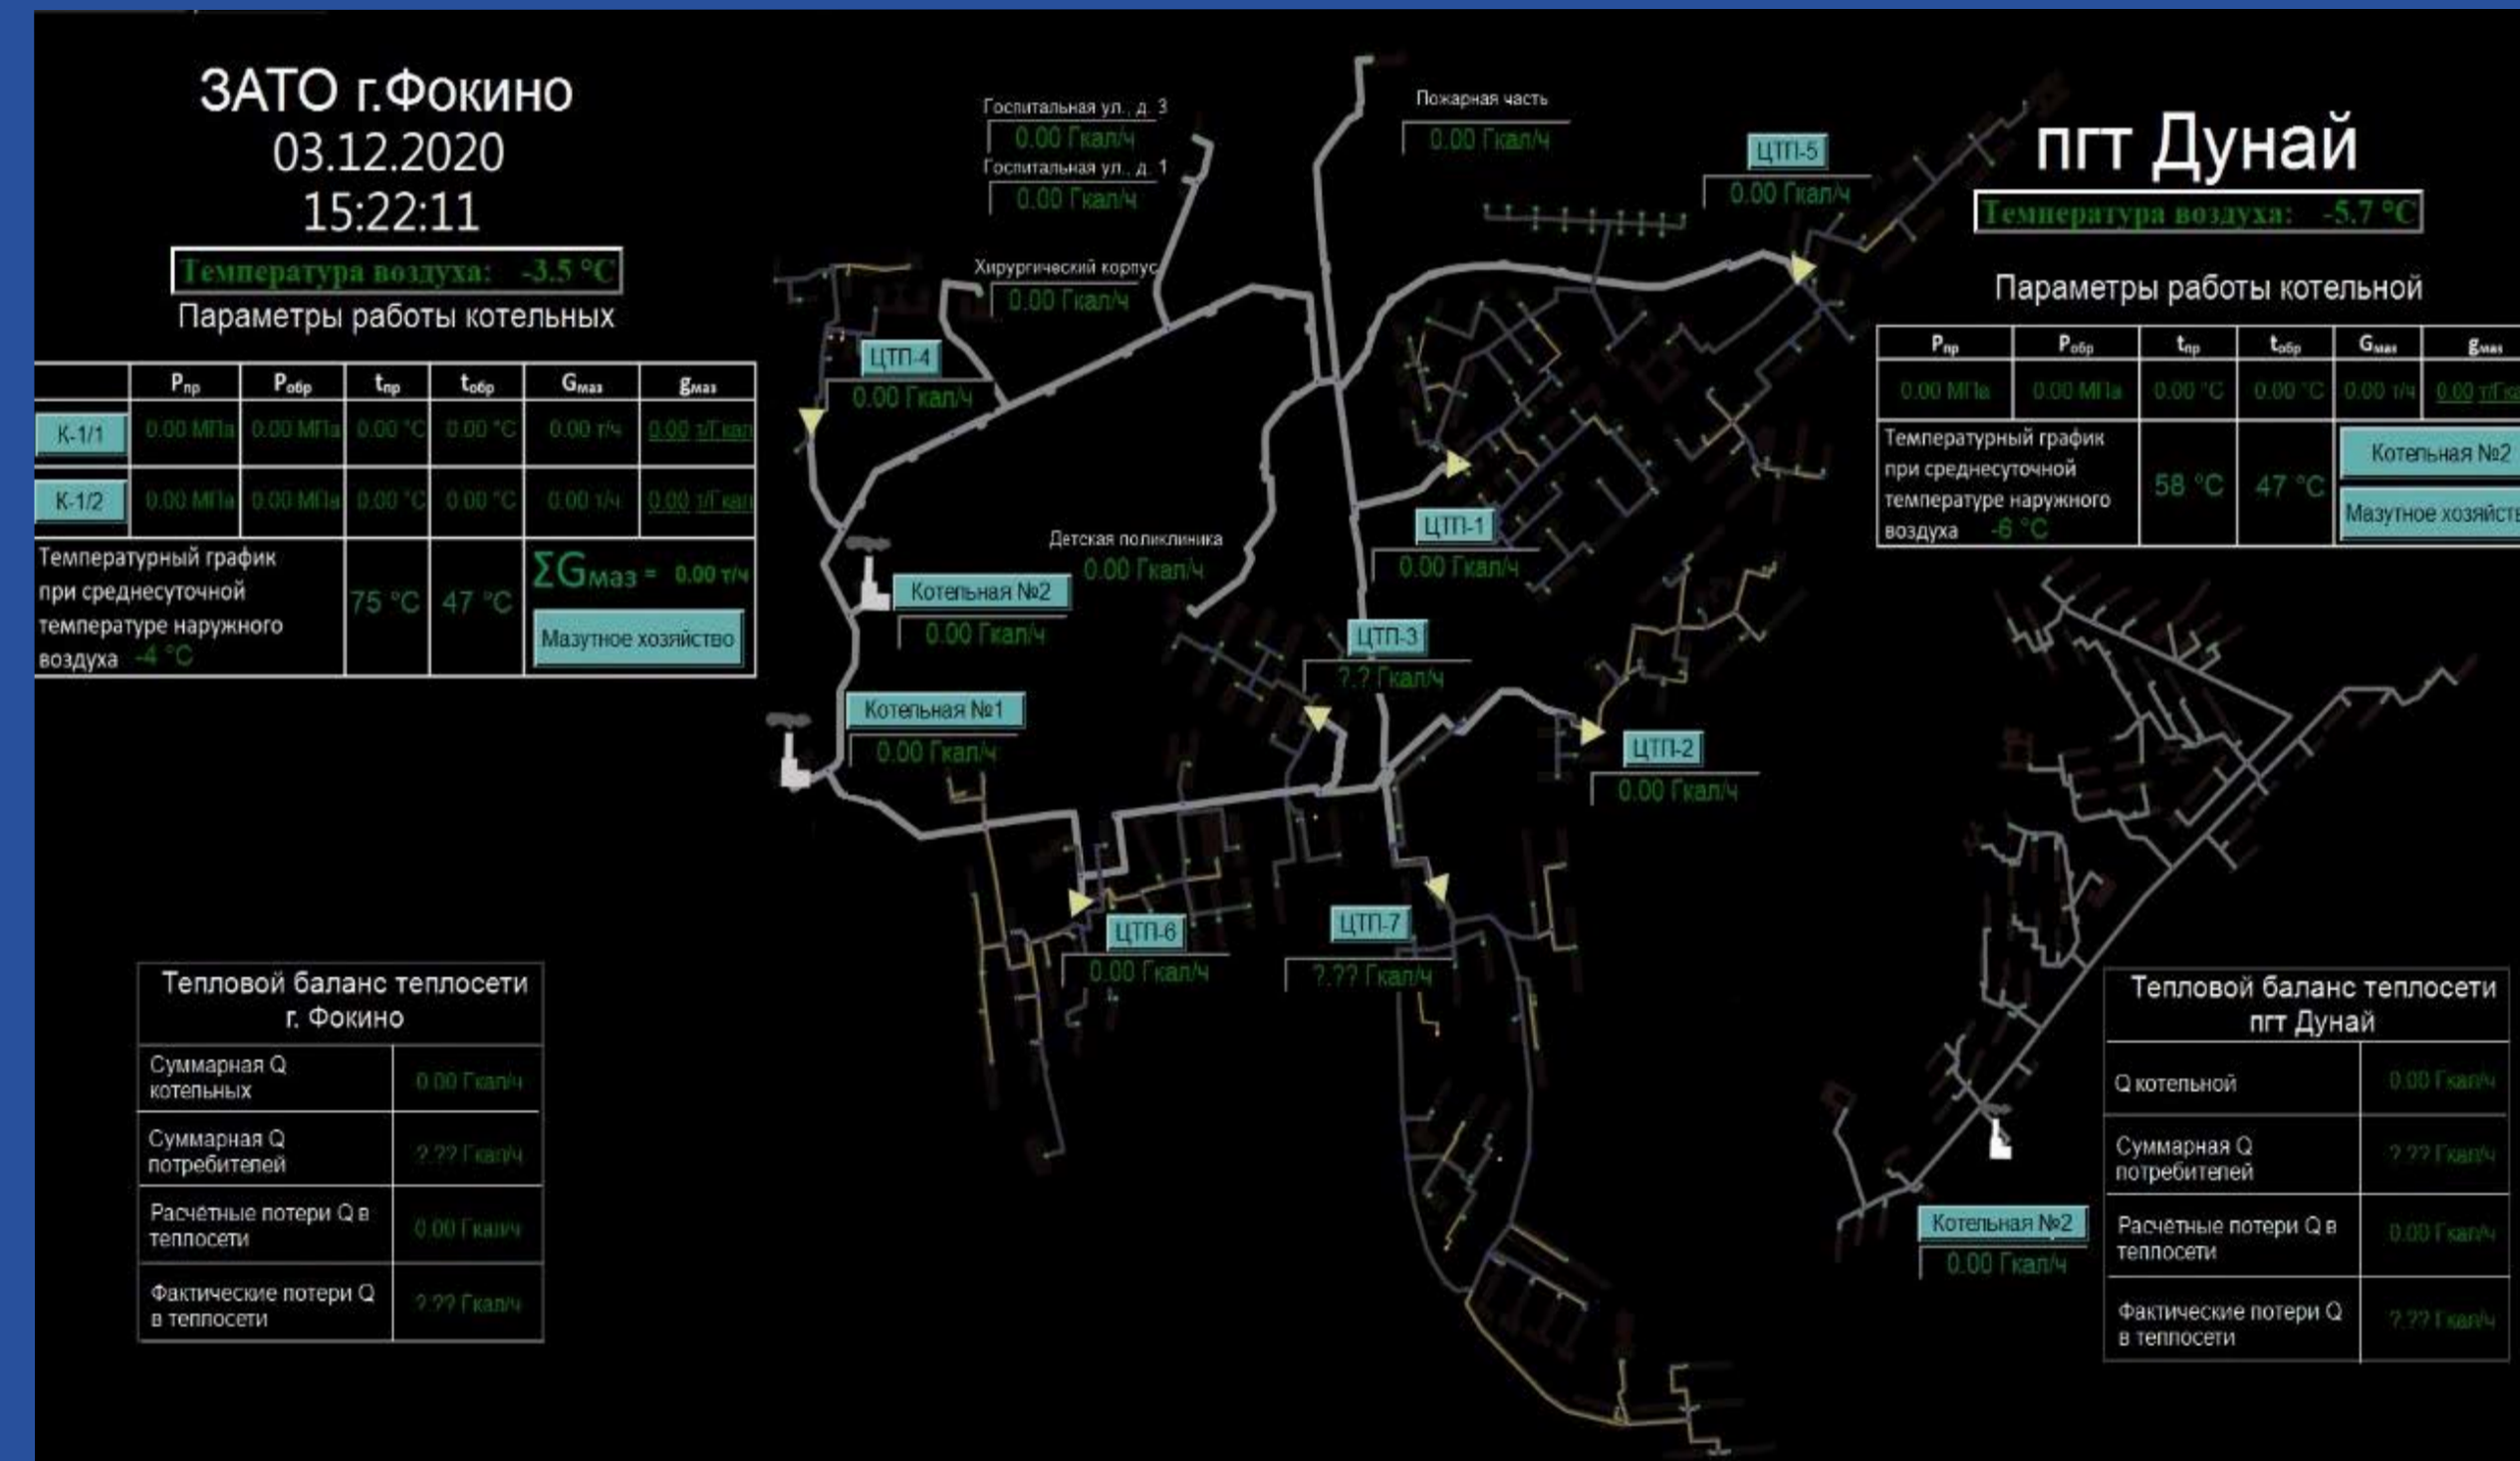 ЗАТО г.Фокино
03.12.2020
15:22:11
Температура воздуха: -3.5 °C
Параметры работы котельных
Pпр Pобр tпр tобр Gмаз gмаз
К-1/1 0.00 МПа 0.00 МПа 0.00 °C 0.00 °C 0.00 т/ч 0.00 т/Гкал
К-1/2 0.00 МПа 0.00 МПа 0.00 °C 0.00 °C 0.00 т/ч 0.00 т/Гкал
Температурный график
при среднесуточной
температуре наружного
воздуха -4 °C
75 °C 47 °C
ΣGмаз = 0.00 т/ч
Мазутное хозяйство
Тепловой баланс теплосети
г. Фокино
Суммарная Q
котельных
0.00 Гкал/ч
Суммарная Q
потребителей
?.?? Гкал/ч
Расчётные потери Q в
теплосети
0.00 Гкал/ч
Фактические потери Q
в теплосети
?.?? Гкал/ч
Госпитальная ул., д. 3
0.00 Гкал/ч
Госпитальная ул., д. 1
0.00 Гкал/ч
Хирургический корпус
0.00 Гкал/ч
Пожарная часть
0.00 Гкал/ч
ЦТП-5
0.00 Гкал/ч
ЦТП-4
0.00 Гкал/ч
ЦТП-1
0.00 Гкал/ч
Детская поликлиника
0.00 Гкал/ч
Котельная №2
0.00 Гкал/ч
ЦТП-3
?.? Гкал/ч
Котельная №1
0.00 Гкал/ч
ЦТП-2
0.00 Гкал/ч
ЦТП-6
0.00 Гкал/ч
ЦТП-7
?.?? Гкал/ч
пгт Дунай
Температура воздуха: -5.7 °C
Параметры работы котельной
Pпр Pобр tпр tобр Gмаз gмаз
0.00 МПа 0.00 МПа 0.00 °C 0.00 °C 0.00 т/ч 0.00
Температурный график
при среднесуточной
температуре наружного
воздуха -6 °C
58 °C 47 °C
Котельная №2
Мазутное
Котельная №2
0.00 Гкал/ч
Тепловой баланс теплосети
пгт Дунай
Q котельной
0.00 Гкал/ч
Суммарная Q
потребителей
?.?? Гкал/ч
Расчётные потери Q в
теплосети
0.00 Гкал/ч
Фактические потери Q
в теплосети
?.?? Гкал/ч